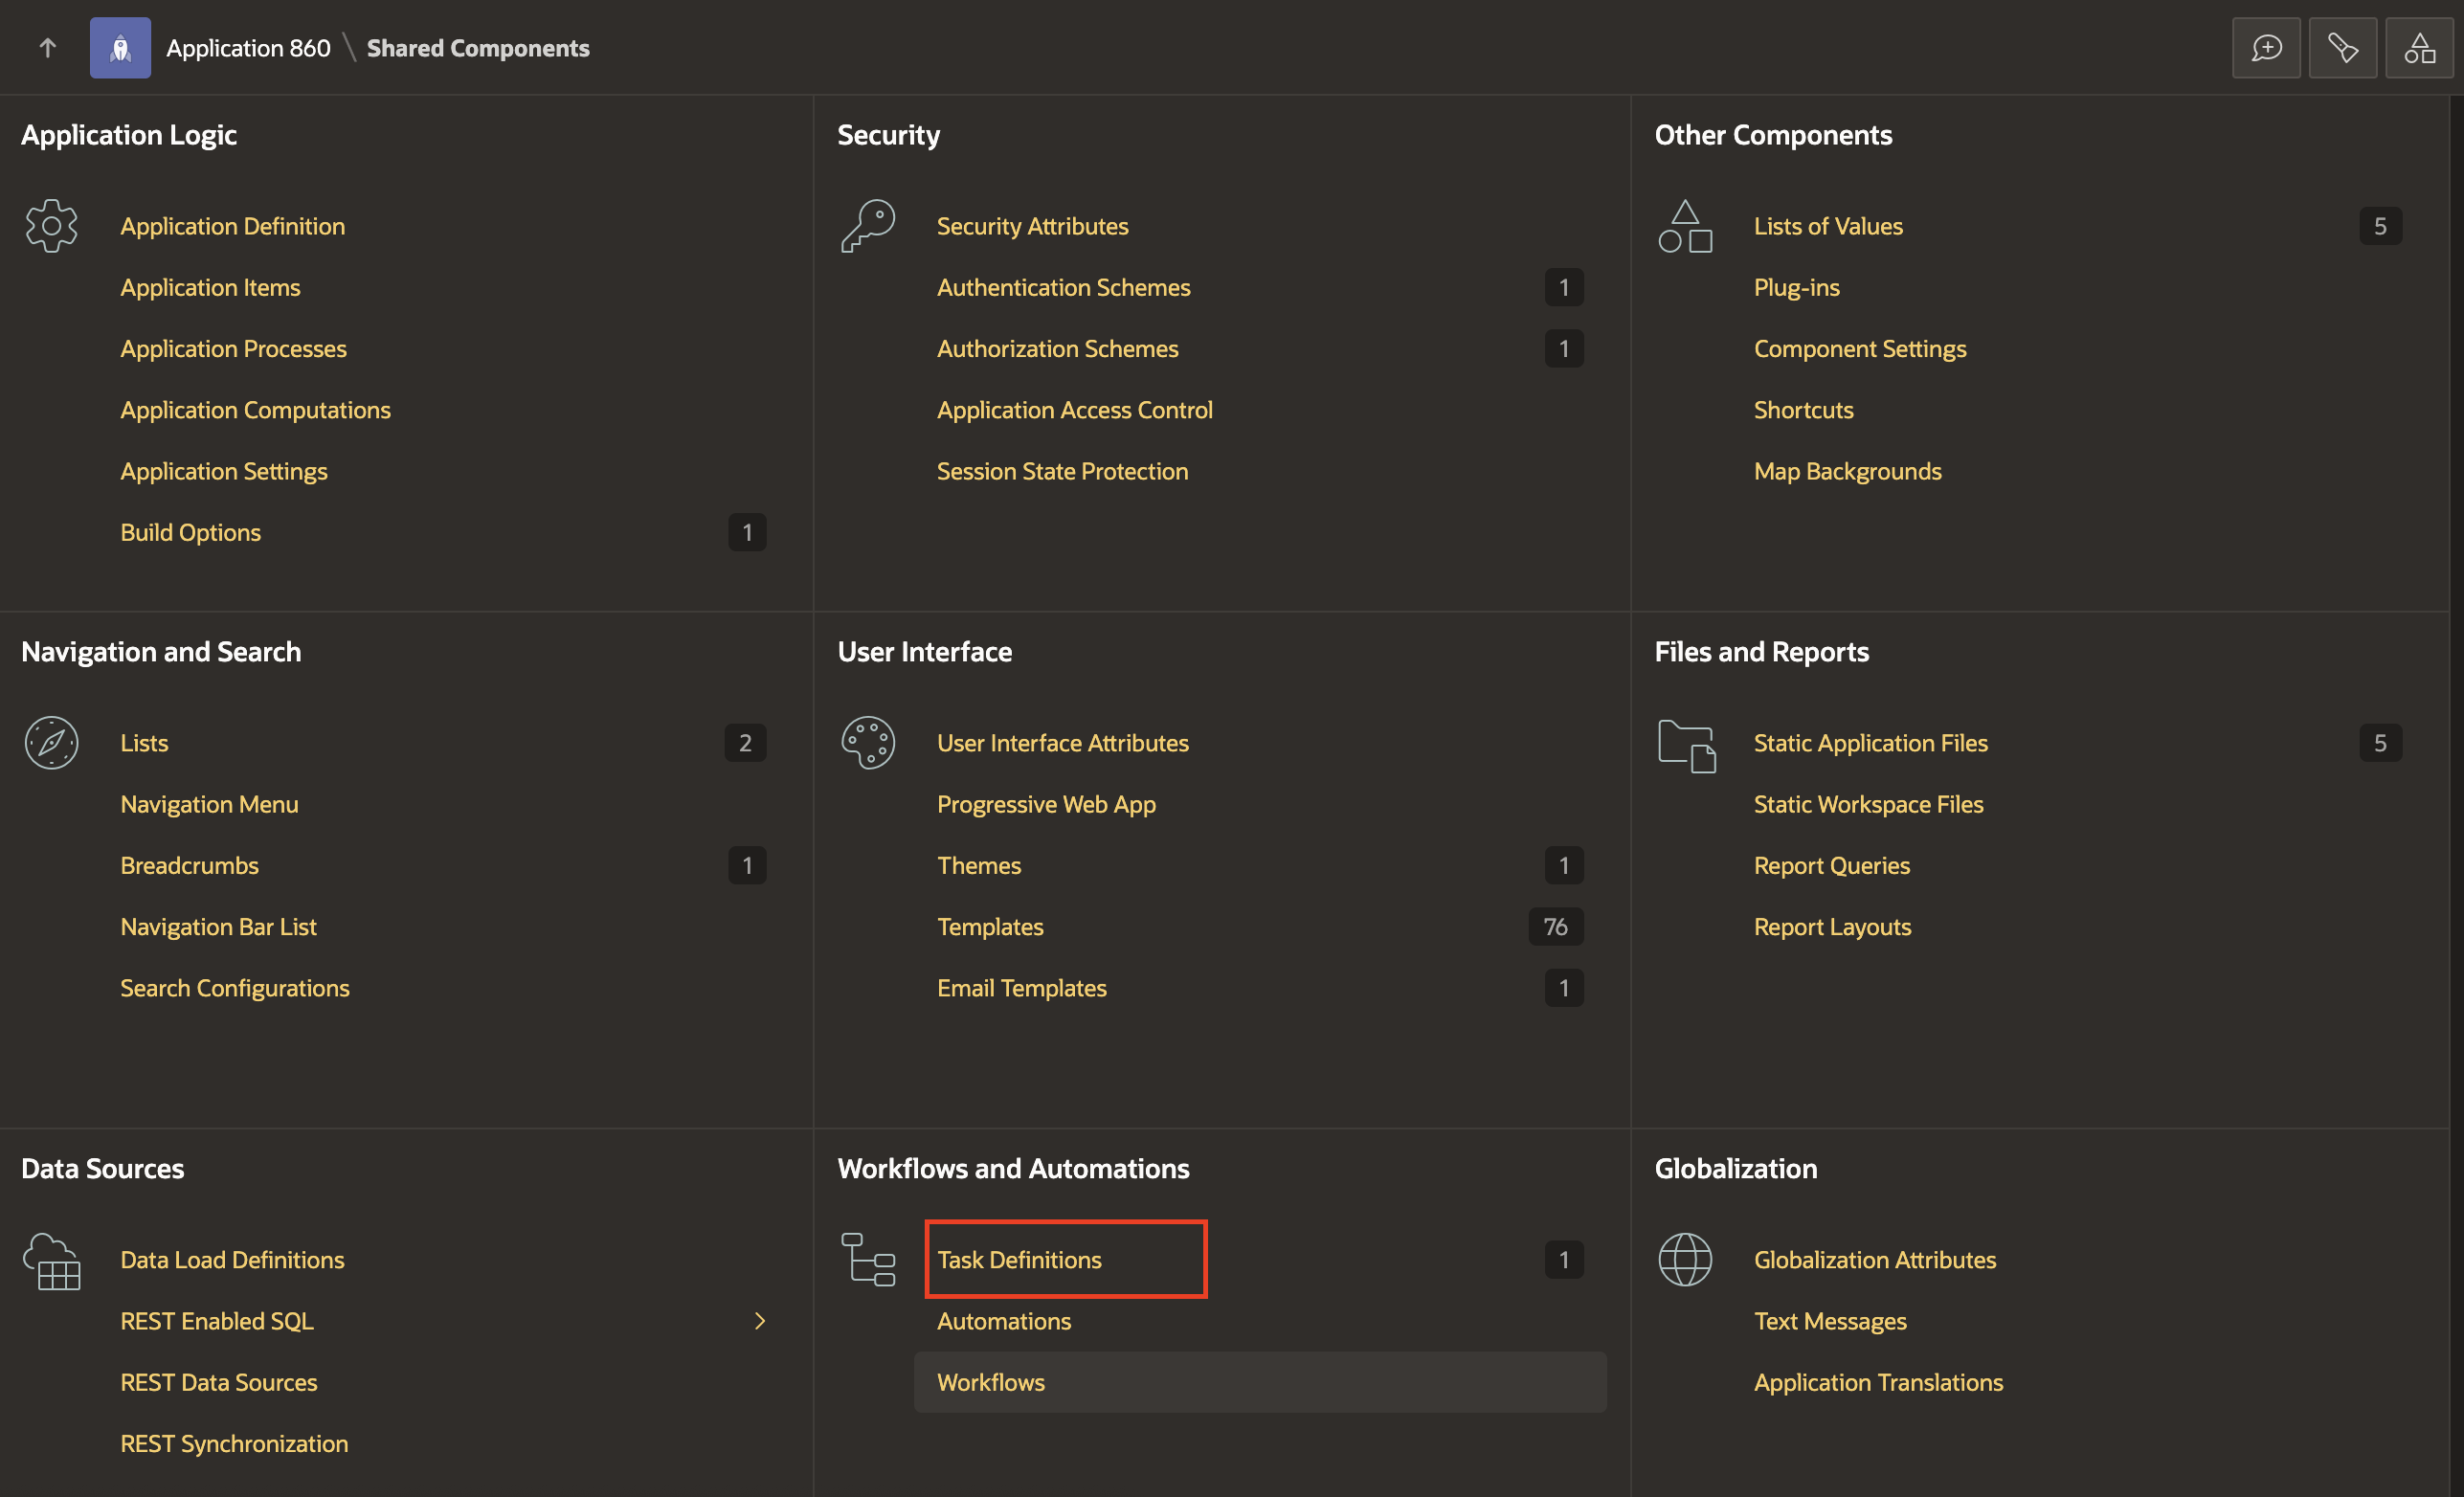 Application 860 \ Shared Components
Application Logic
Application Definition
Application Items
Application Processes
Application Computations
Application Settings
Build Options 1
Security
Security Attributes
Authentication Schemes 1
Authorization Schemes 1
Application Access Control
Session State Protection
Other Components
Lists of Values 5
Plug-ins
Component Settings
Shortcuts
Map Backgrounds
Navigation and Search
Lists 2
Navigation Menu
Breadcrumbs 1
Navigation Bar List
Search Configurations
User Interface
User Interface Attributes
Progressive Web App
Themes 1
Templates 76
Email Templates 1
Files and Reports
Static Application Files 5
Static Workspace Files
Report Queries
Report Layouts
Data Sources
Data Load Definitions
REST Enabled SQL
REST Data Sources
REST Synchronization
Workflows and Automations
Task Definitions 1
Automations
Workflows
Globalization
Globalization Attributes
Text Messages
Application Translations